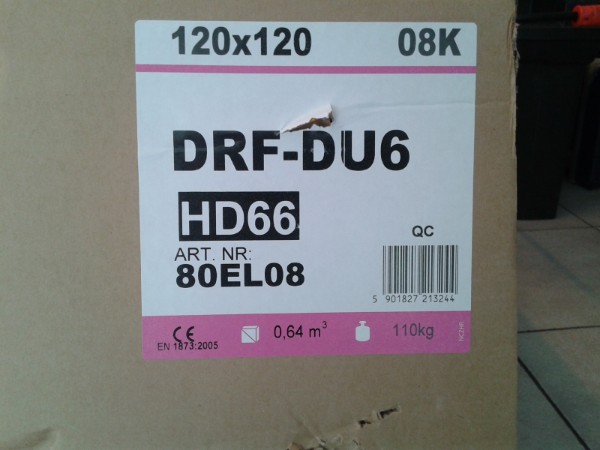 120x120 08K
DRF-DU6
HD66
QC
ART. NR:
80EL08
5 901827 213244
CE 0,64 m³ 110kg
EN 1873:2005